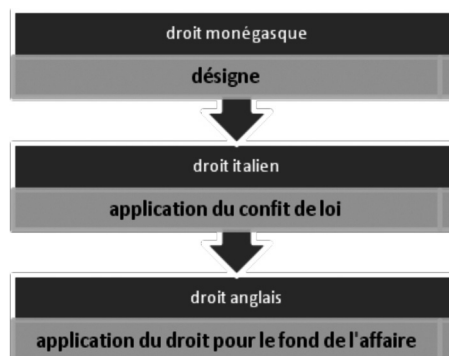 droit monégasque
désigne
droit italien
application du confit de loi
droit anglais
application du droit pour le fond de l'affaire